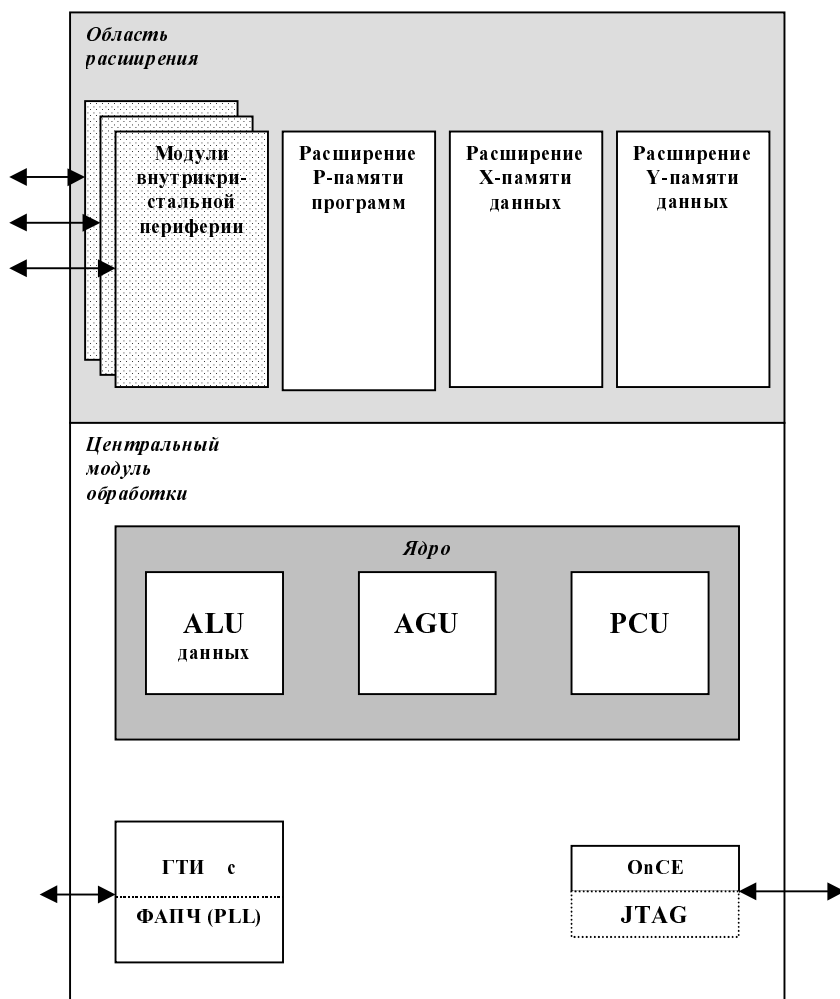 Область
расширения
Модули
внутрикри-
стальной
периферии
Расширение
P-памяти
программ
Расширение
X-памяти
данных
Расширение
Y-памяти
данных
Центральный
модуль
обработки
Ядро
ALU
данных
AGU
PCU
ГТИ с
ФАПЧ (PLL)
OnCE
JTAG